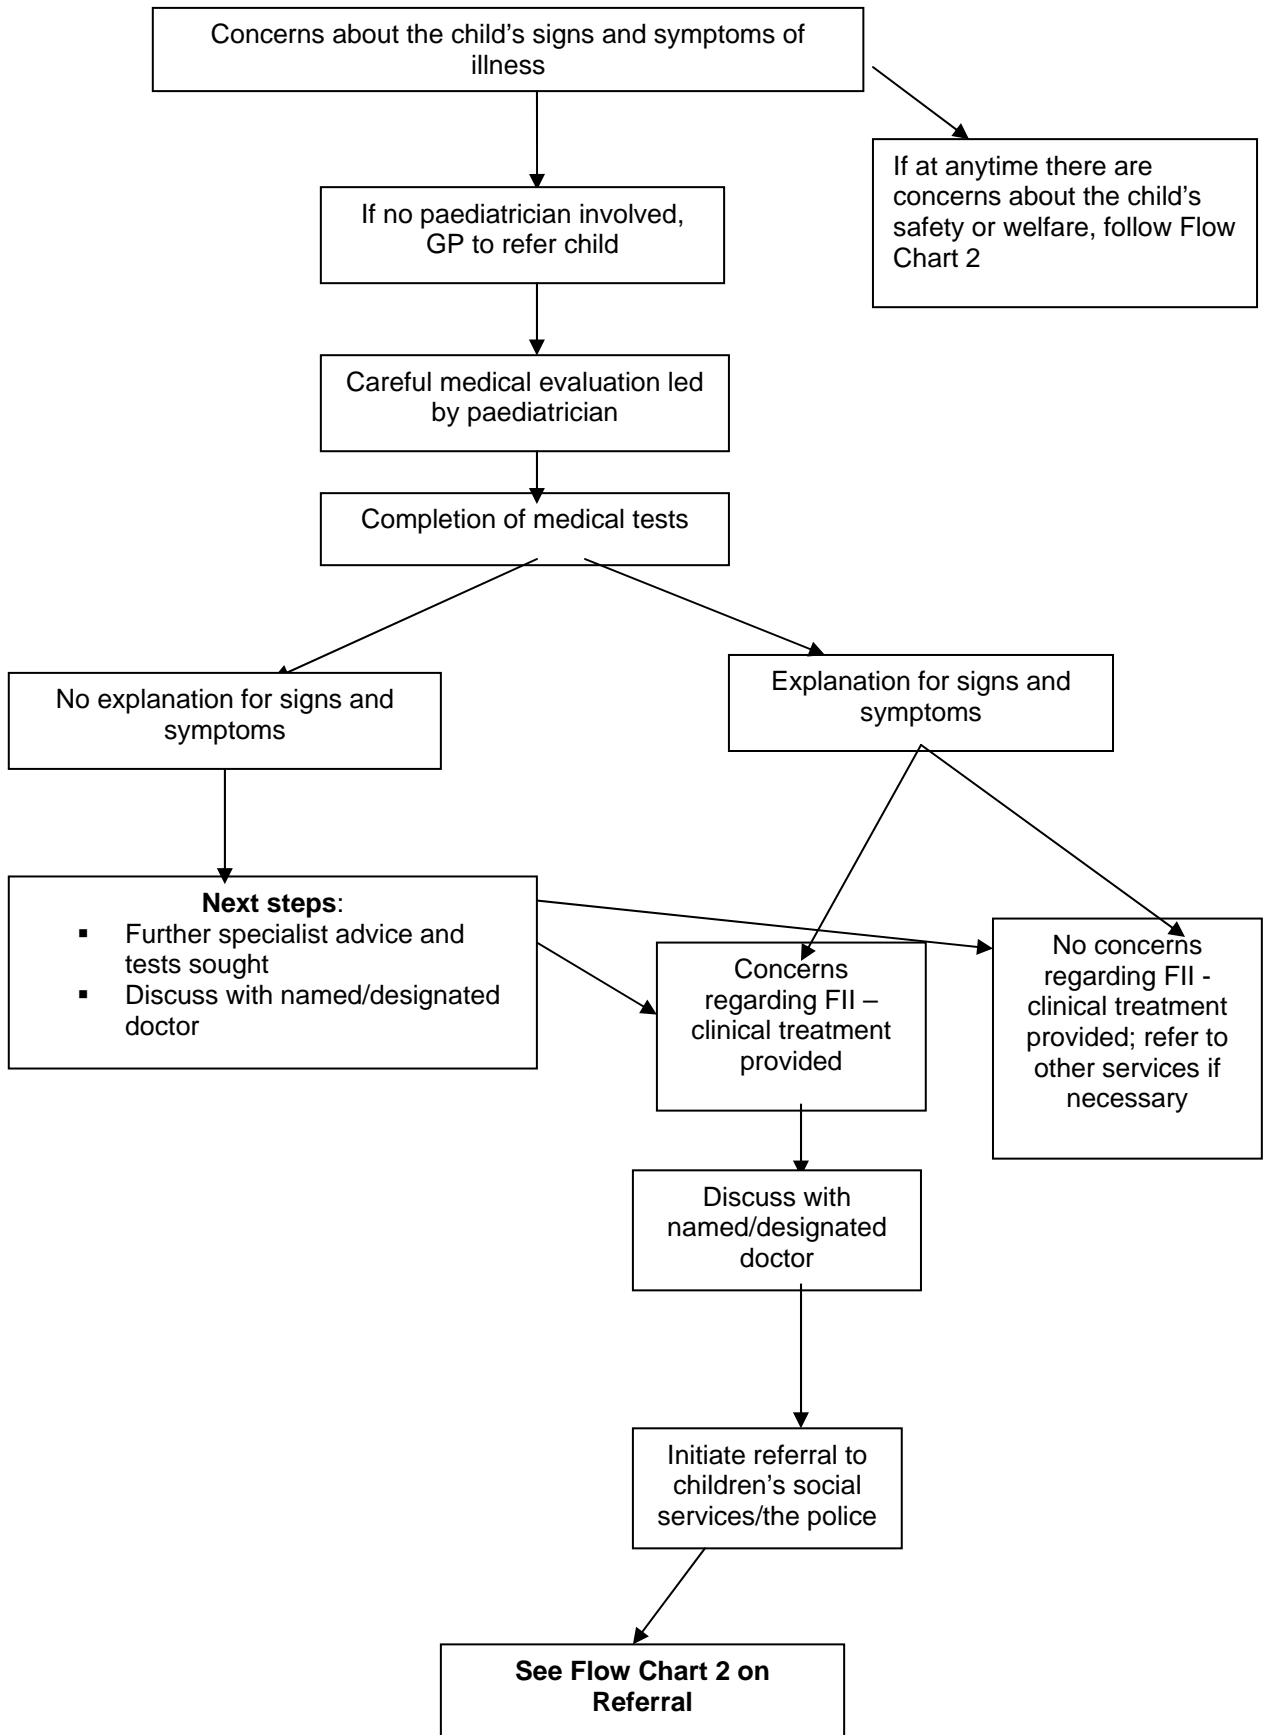 Concerns about the child’s signs and symptoms of
illness
If at anytime there are
concerns about the child’s
safety or welfare, follow Flow
Chart 2
If no paediatrician involved,
GP to refer child
Careful medical evaluation led
by paediatrician
Completion of medical tests
No explanation for signs and
symptoms
Explanation for signs and
symptoms
Next steps:
▪ Further specialist advice and
tests sought
▪ Discuss with named/designated
doctor
Concerns
regarding FII –
clinical treatment
provided
No concerns
regarding FII -
clinical treatment
provided; refer to
other services if
necessary
Discuss with
named/designated
doctor
Initiate referral to
children’s social
services/the police
See Flow Chart 2 on
Referral